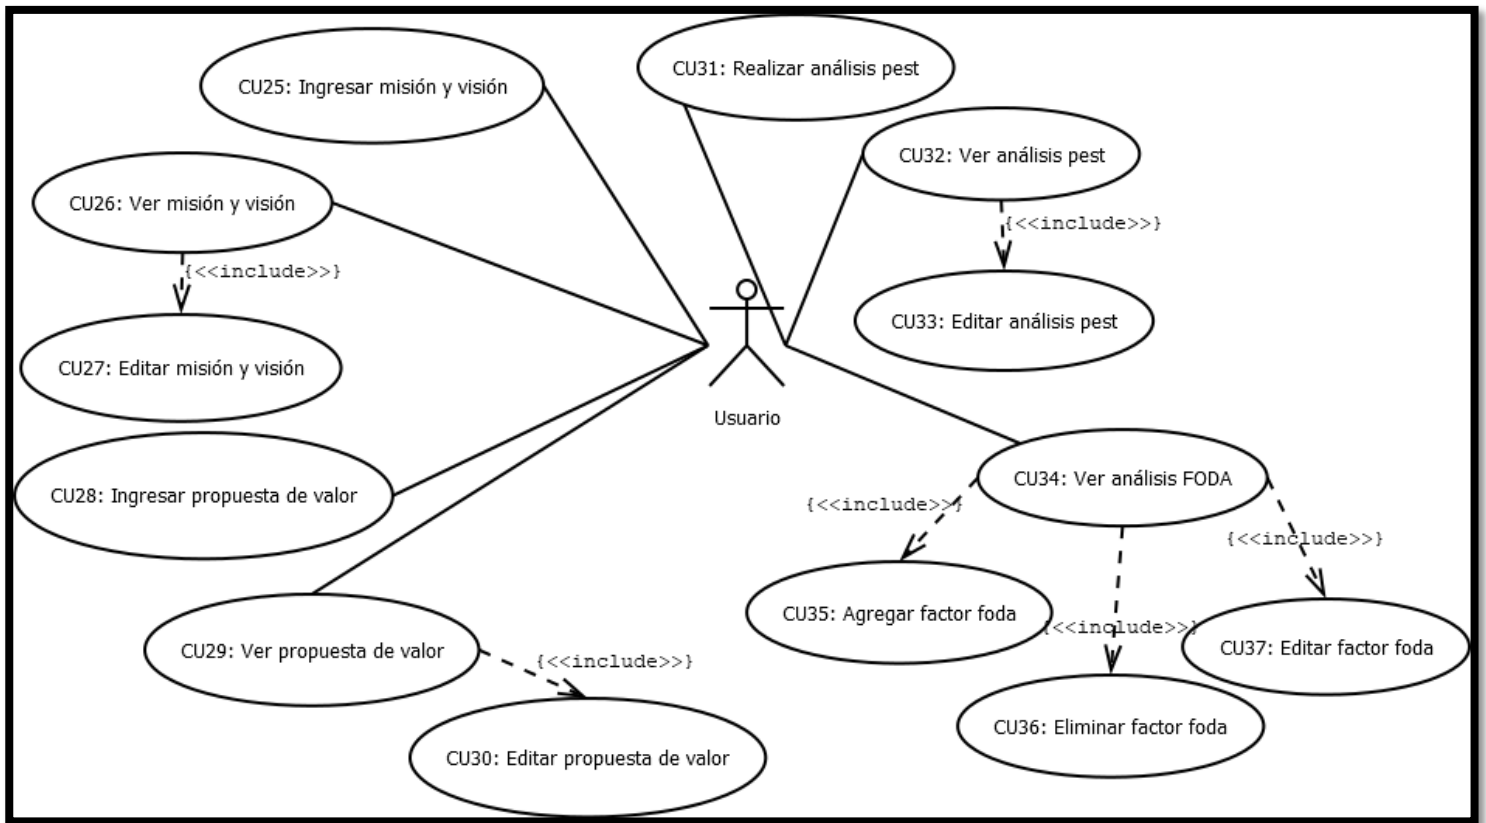 CU31: Realizar análisis pest
CU25: Ingresar misión y visión
CU32: Ver análisis pest
CU26: Ver misión y visión
{<<include>>}
{<<include>>}
CU33: Editar análisis pest
CU27: Editar misión y visión
Usuario
CU34: Ver análisis FODA
CU28: Ingresar propuesta de valor
{<<include>>}
{<<include>>}
CU35: Agregar factor foda
{<<include>>}
CU37: Editar factor foda
CU29: Ver propuesta de valor
{<<include>>}
CU36: Eliminar factor foda
CU30: Editar propuesta de valor